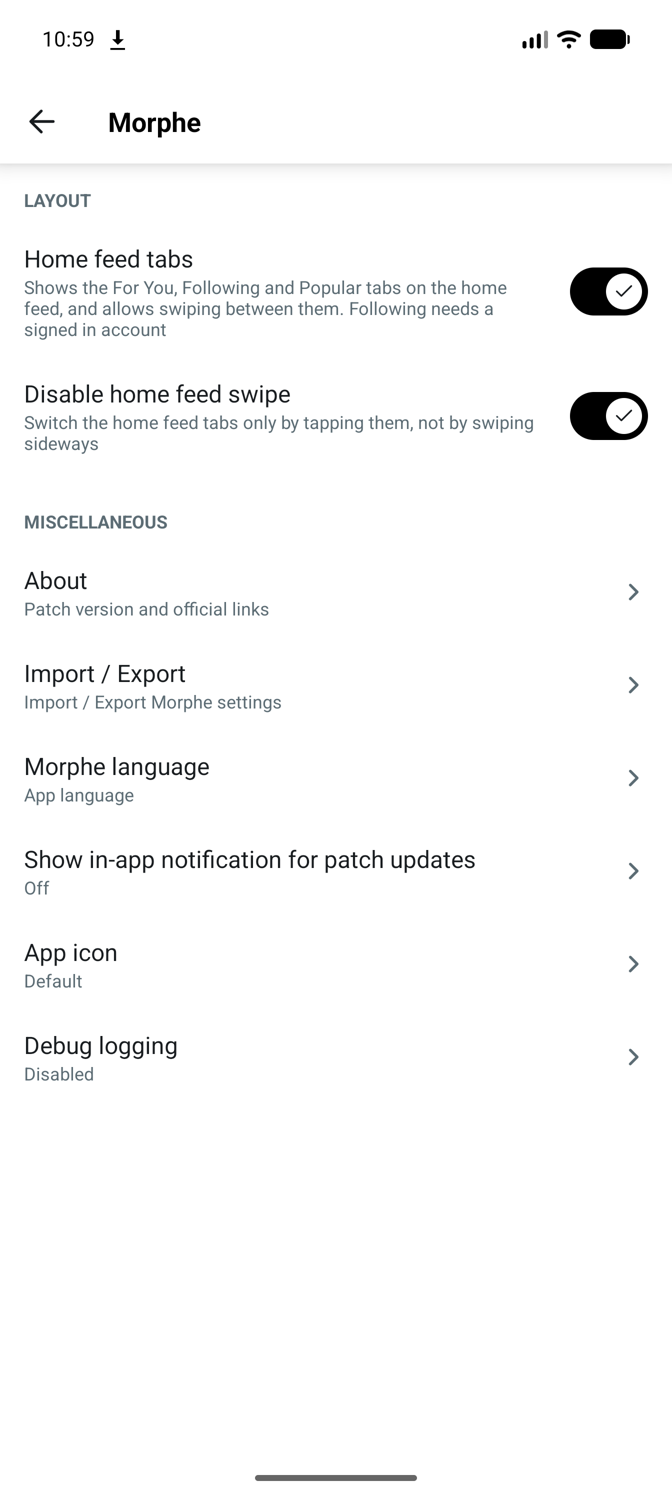 10:59
Morphe
LAYOUT
Home feed tabs
Shows the For You, Following and Popular tabs on the home
feed, and allows swiping between them. Following needs a
signed in account
Disable home feed swipe
Switch the home feed tabs only by tapping them, not by swiping
sideways
MISCELLANEOUS
About
Patch version and official links
Import / Export
Import / Export Morphe settings
Morphe language
App language
Show in-app notification for patch updates
Off
App icon
Default
Debug logging
Disabled